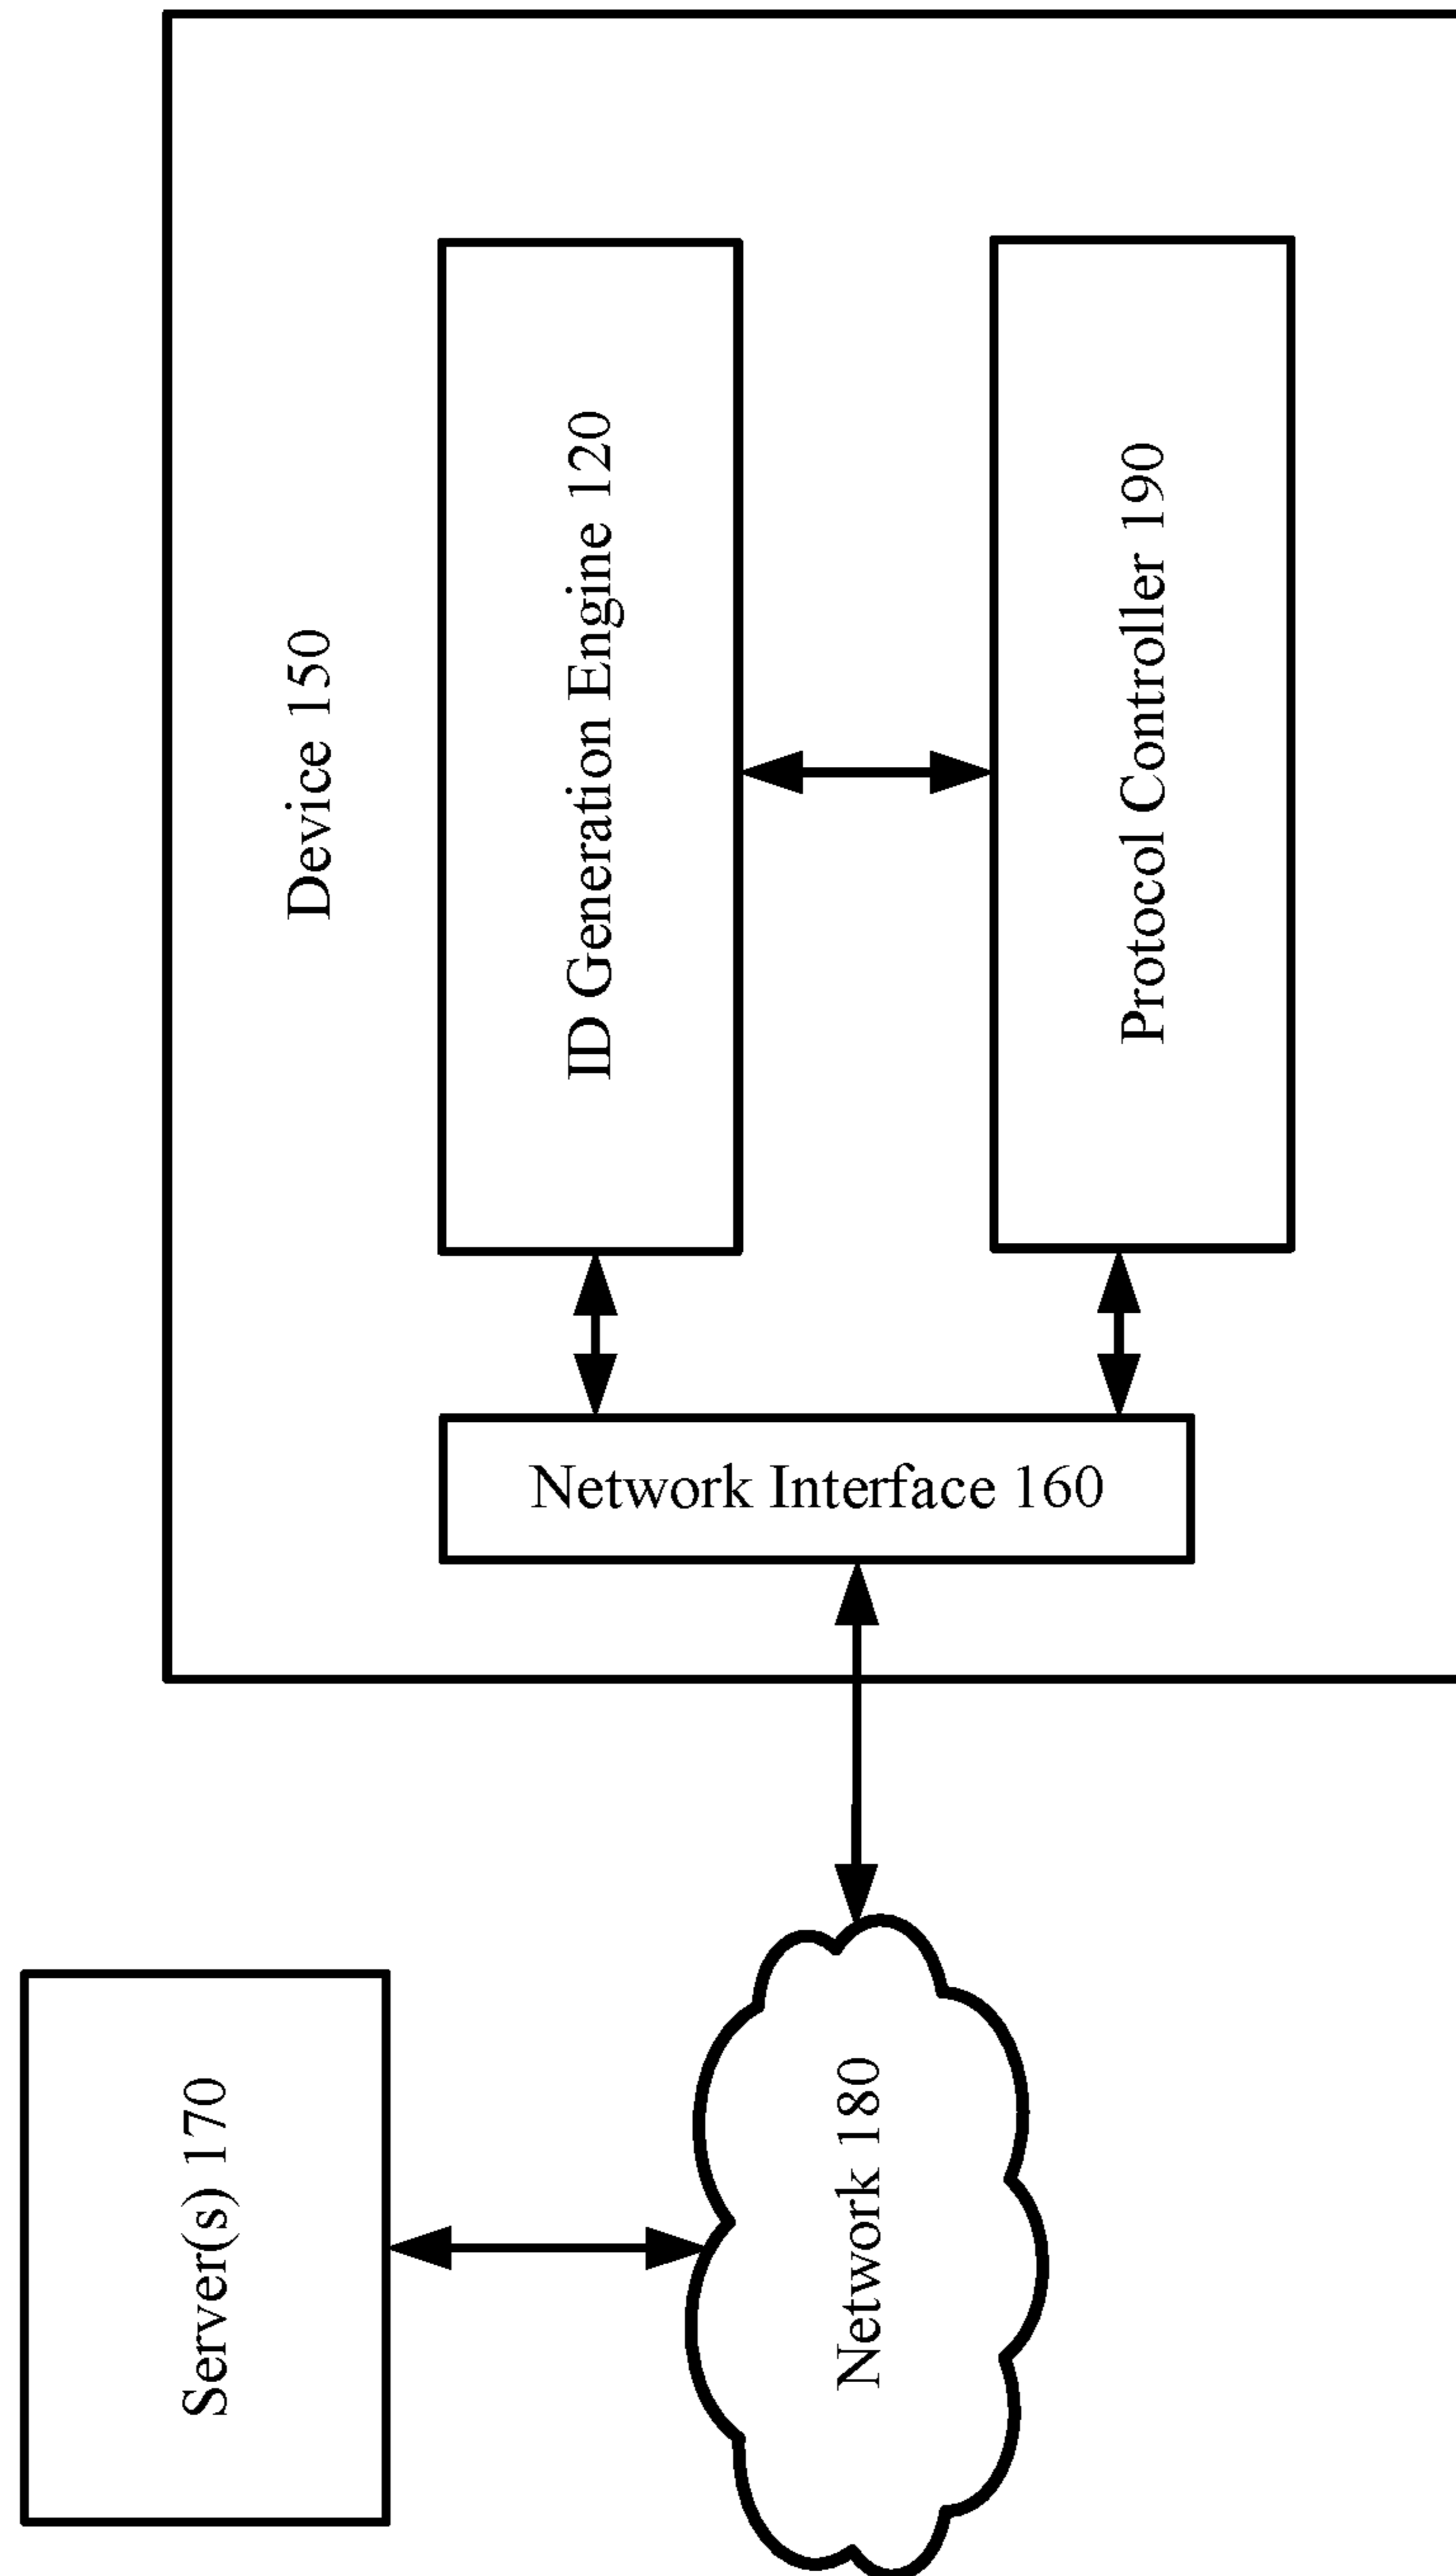 Device 150
ID Generation Engine 120
Protocol Controller 190
Network Interface 160
Server(s) 170
Network 180